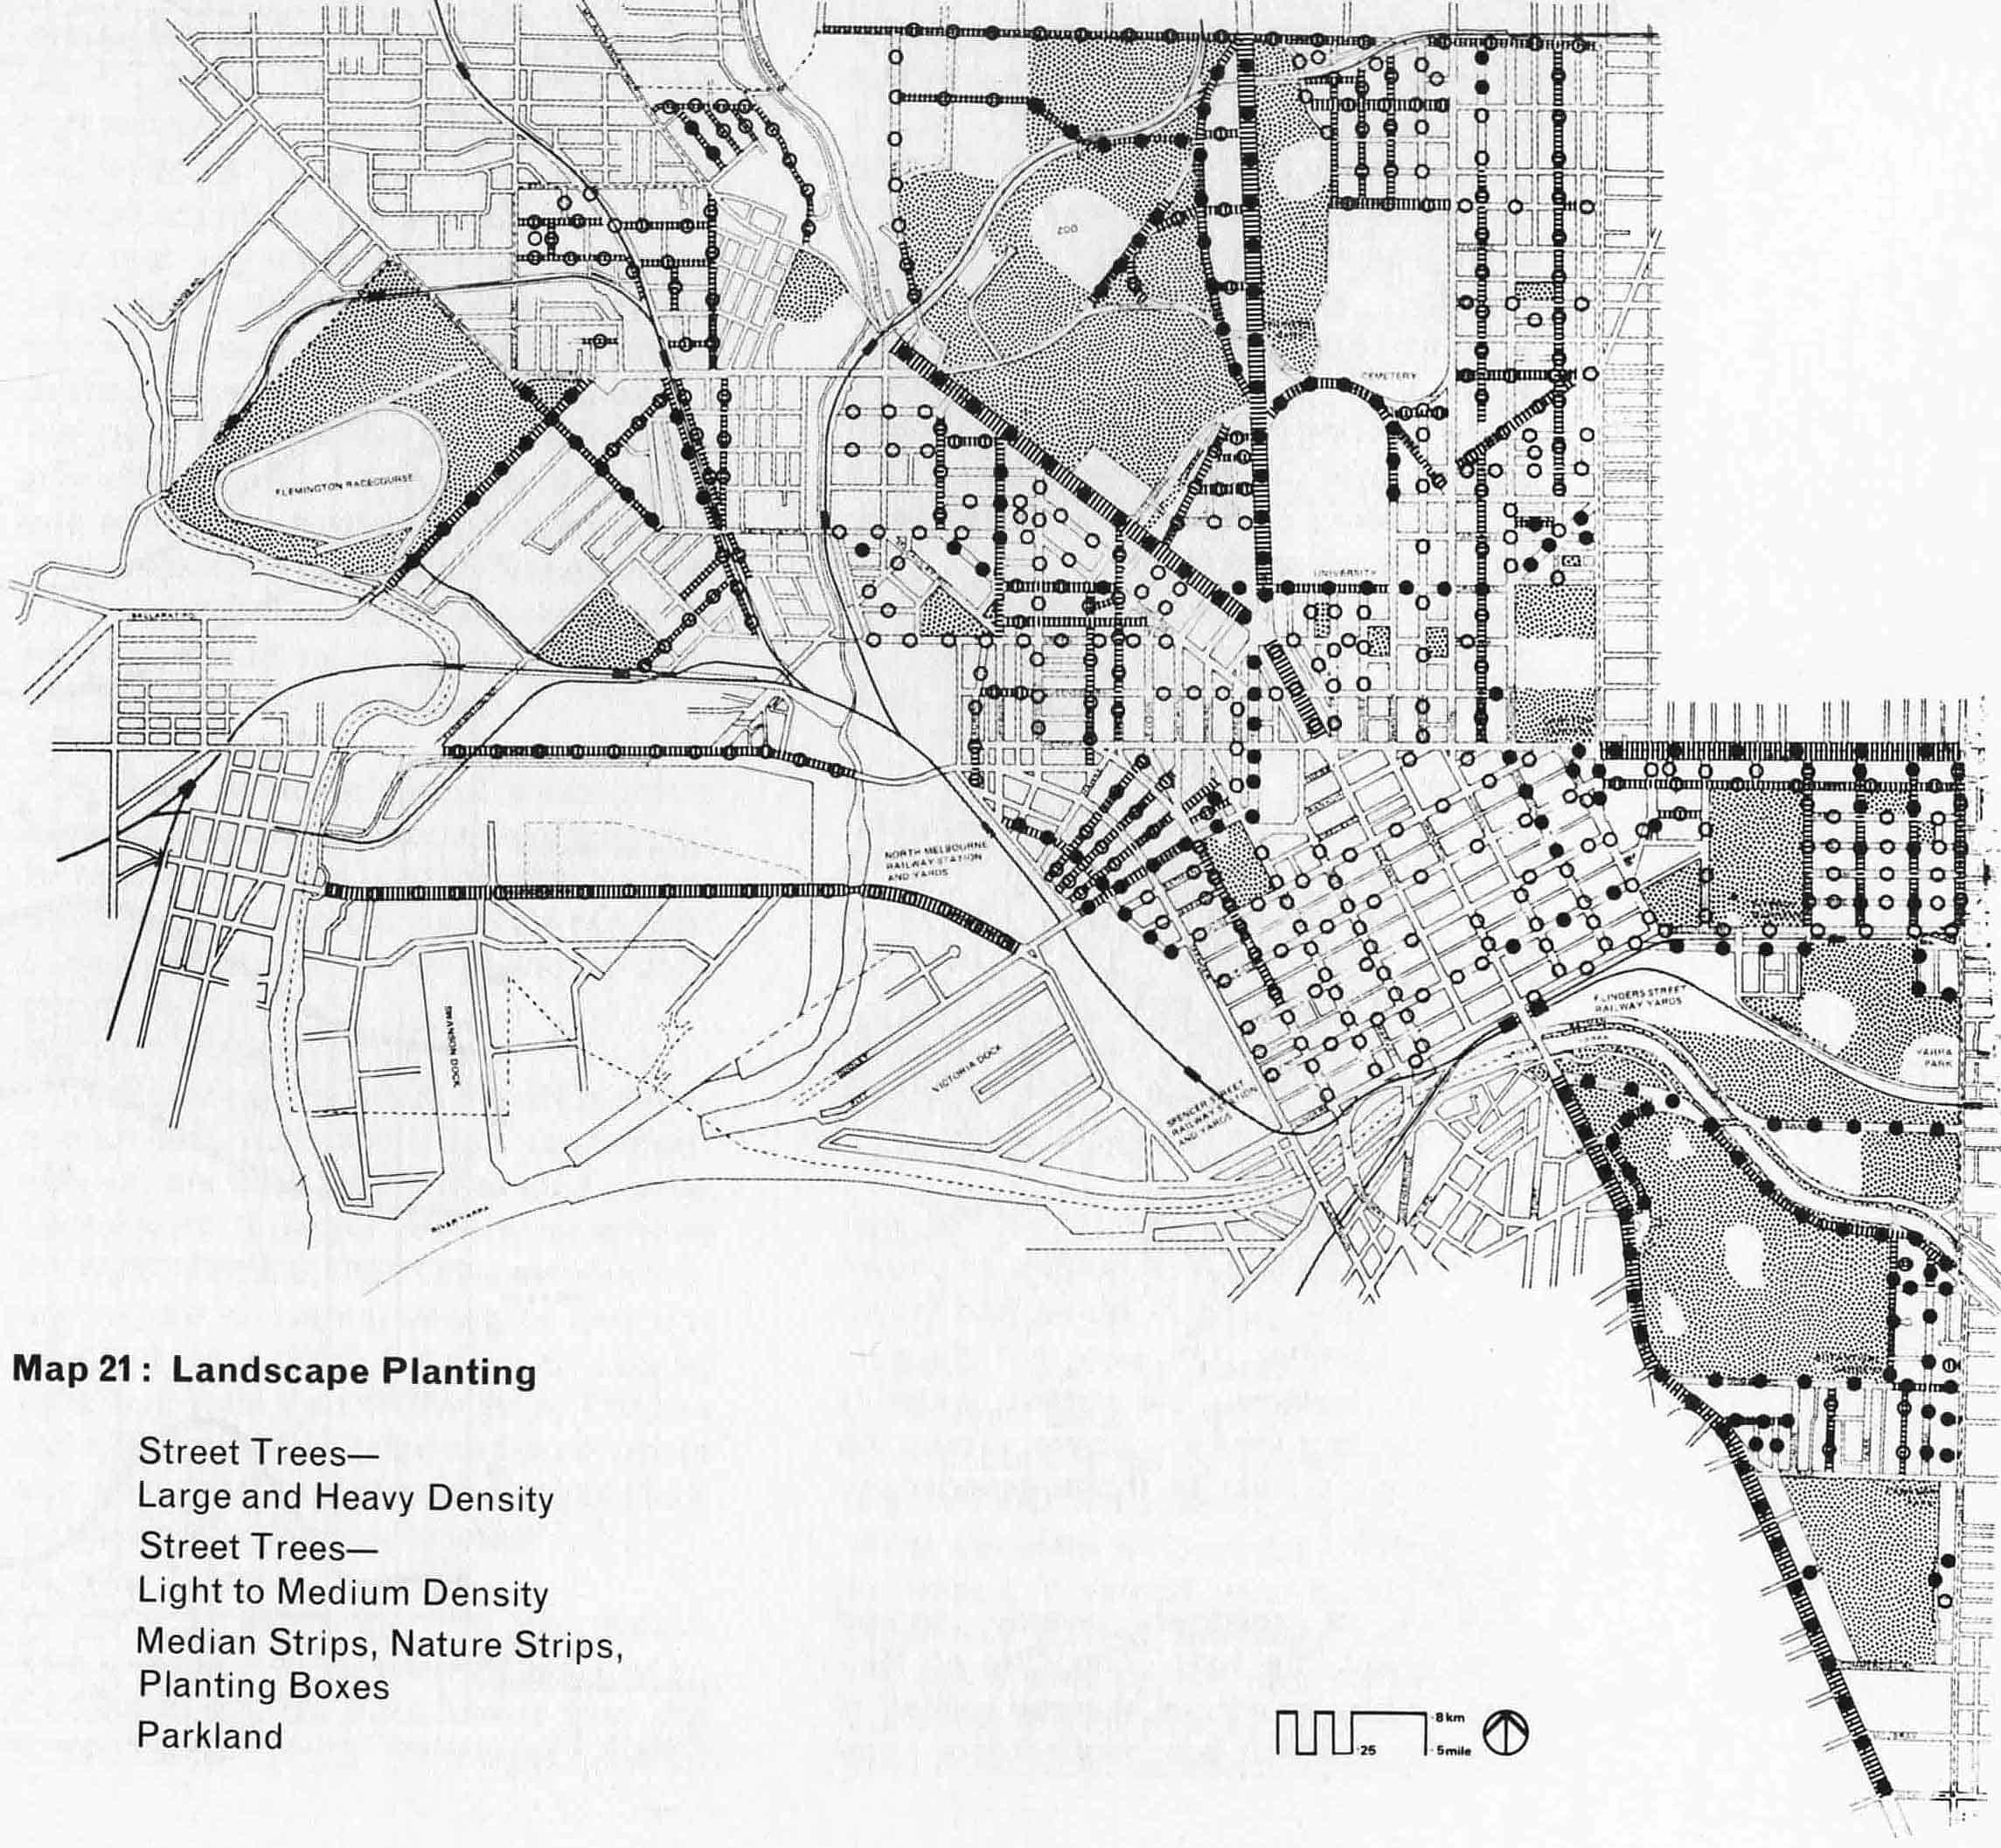 ZOO
CEMETERY
FLEMINGTON RACECOURSE
UNIVERSITY
BALLARAT RD
NORTH MELBOURNE
RAILWAY STATION
AND YARDS
FLINDERS STREET
RAILWAY YARDS
SWANSON DOCK
VICTORIA DOCK
YARRA
PARK
SPENCER STREET
RAILWAY STATION
AND YARDS
RIVER YARRA
Map 21: Landscape Planting
Street Trees—
Large and Heavy Density
Street Trees—
Light to Medium Density
Median Strips, Nature Strips,
Planting Boxes
Parkland
·8km
·25
·5mile